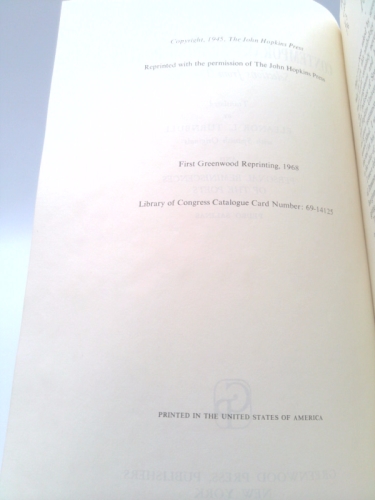 Copyright, 1945, The John Hopkins Press
Reprinted with the permission of The John Hopkins Press.
First Greenwood Reprinting, 1968
Library of Congress Catalogue Card Number: 69-14125
PRINTED IN THE UNITED STATES OF AMERICA